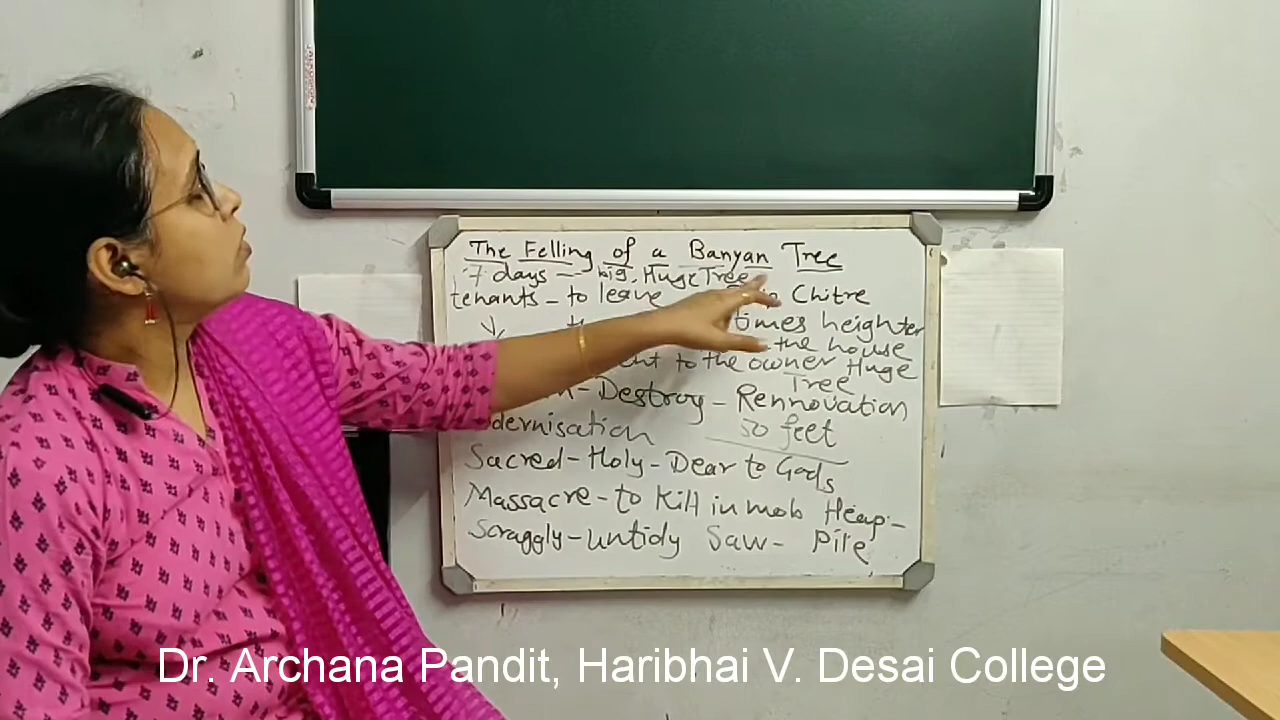 The Felling of a Banyan Tree
7 days - big, Huge Tree
tenants - to leave Chitre
times heighter
the house
to the owner Huge
Tree
- Destroy - Rennovation
50 feet
Sacred - Holy - Dear to Gods
Massacre - to Kill in mob Heap -
Scraggly - untidy Saw - Pile
Dr. Archana Pandit, Haribhai V. Desai College